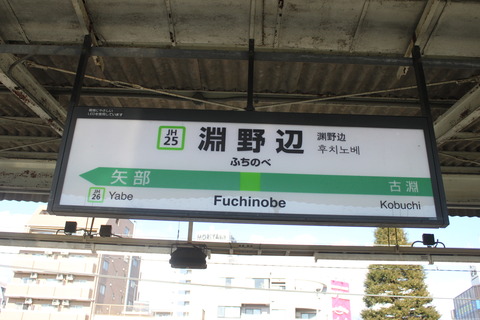 JH
25
淵野辺
渊野边
후치노베
ふちのべ
矢部
古淵
JH
26
Yabe
Fuchinobe
Kobuchi